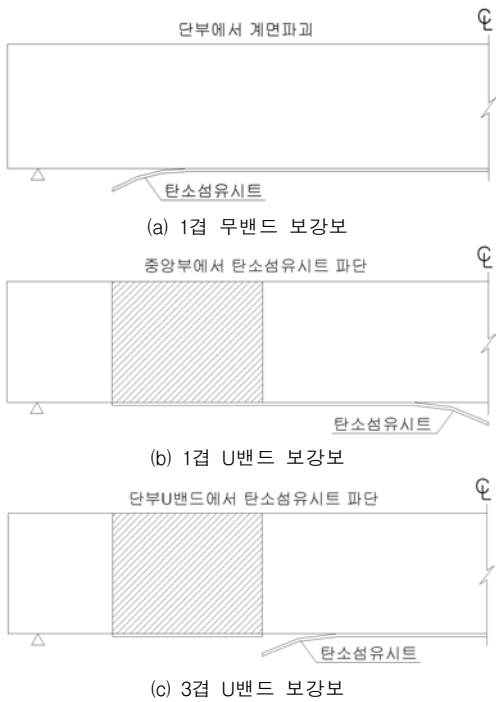 단부에서 계면파괴
℄
탄소섬유시트
(a) 1겹 무밴드 보강보
중앙부에서 탄소섬유시트 파단
℄
탄소섬유시트
(b) 1겹 U밴드 보강보
단부U밴드에서 탄소섬유시트 파단
℄
탄소섬유시트
(c) 3겹 U밴드 보강보